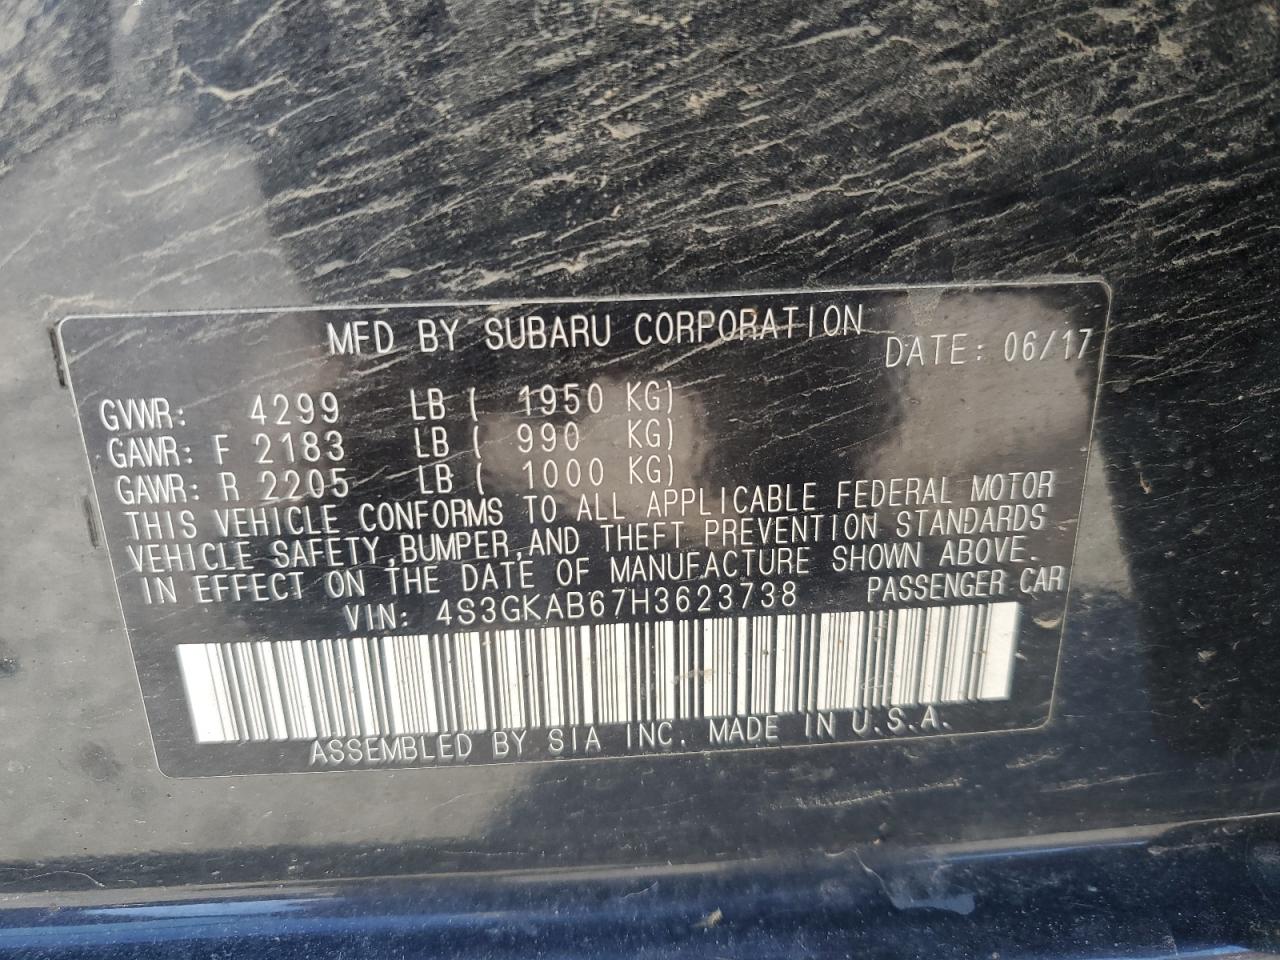 MFD BY SUBARU CORPORATION DATE: 06/17
GVWR: 4299 LB ( 1950 KG)
GAWR: F 2183 LB ( 990 KG)
GAWR: R 2205 LB ( 1000 KG)
THIS VEHICLE CONFORMS TO ALL APPLICABLE FEDERAL MOTOR
VEHICLE SAFETY,BUMPER,AND THEFT PREVENTION STANDARDS
IN EFFECT ON THE DATE OF MANUFACTURE SHOWN ABOVE.
VIN: 4S3GKAB67H3623738 PASSENGER CAR
ASSEMBLED BY SIA INC. MADE IN U.S.A.